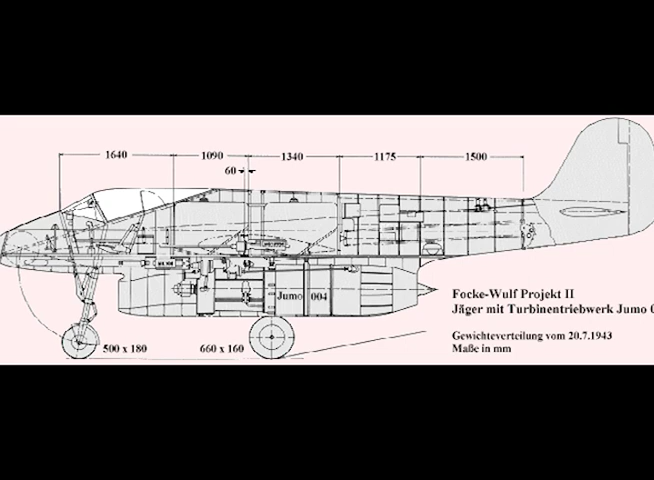 1640 1090 1340 1175 1500
60
Jumo 004
Focke-Wulf Projekt II
Jäger mit Turbinentriebwerk Jumo 0
Gewichteverteilung vom 20.7.1943
500 x 180 660 x 160 Maße in mm